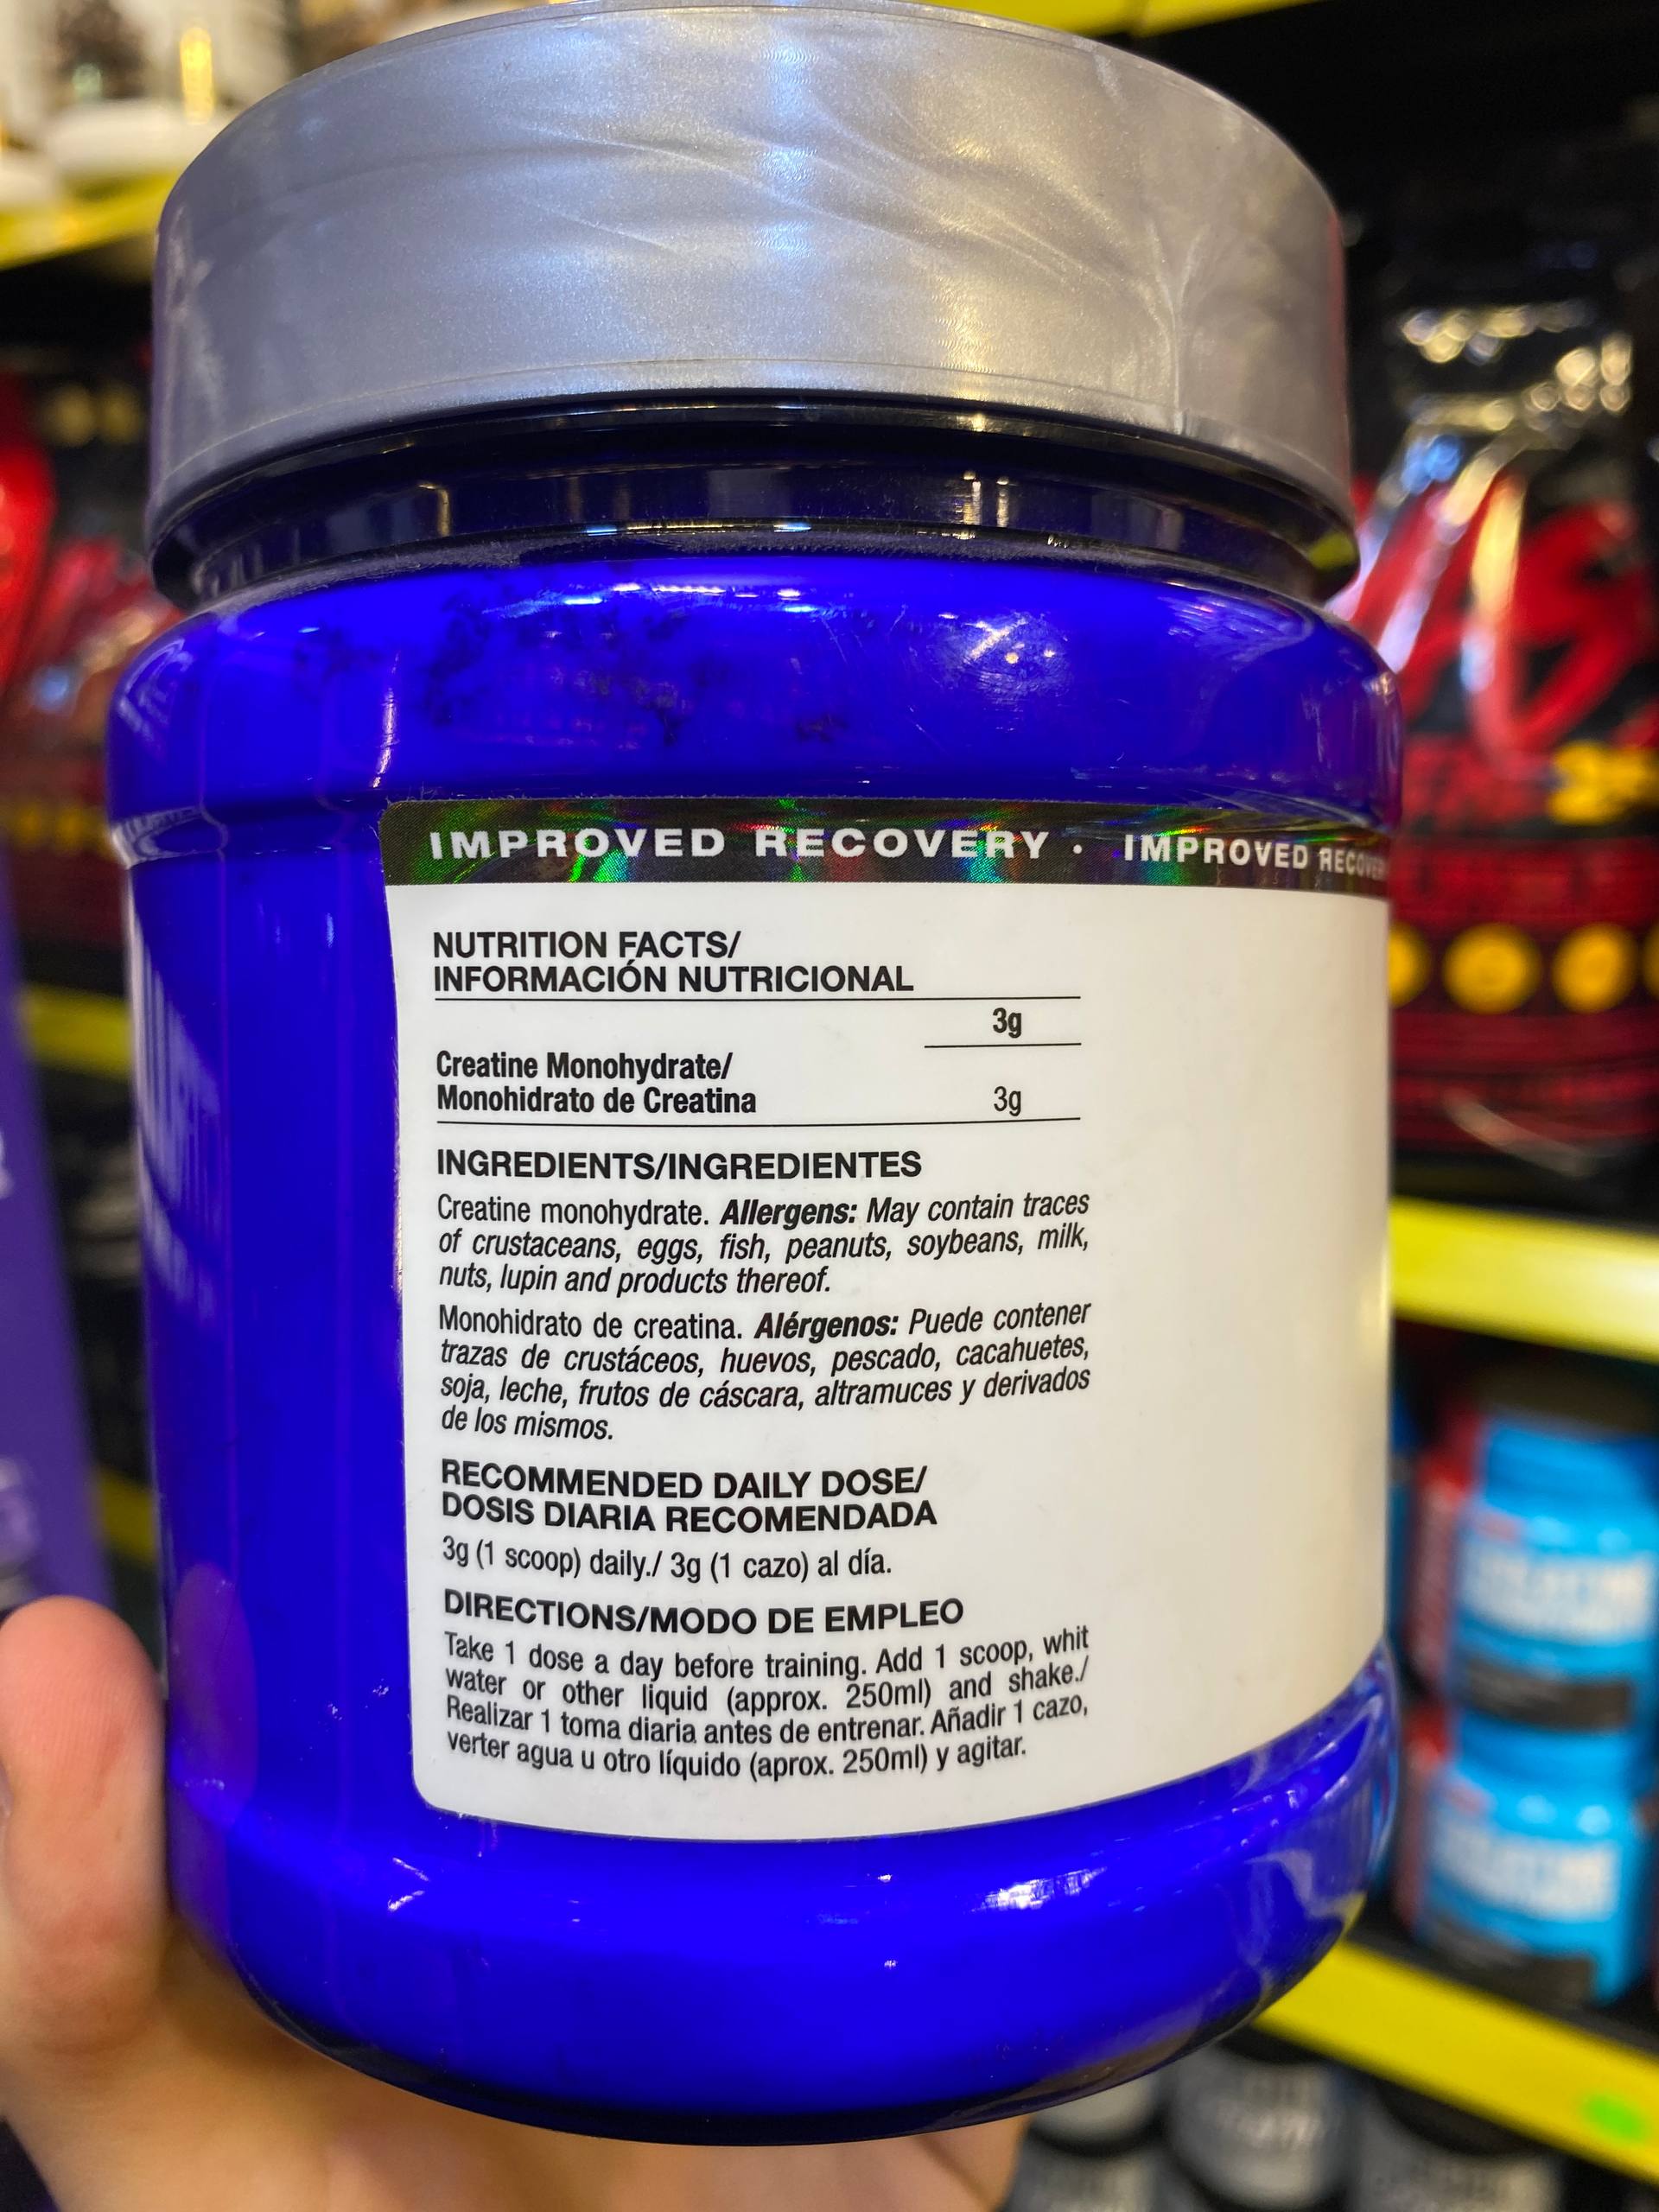 IMPROVED RECOVERY · IMPROVED RECOVER
NUTRITION FACTS/
INFORMACIÓN NUTRICIONAL
3g
Creatine Monohydrate/
Monohidrato de Creatina 3g
INGREDIENTS/INGREDIENTES
Creatine monohydrate. Allergens: May contain traces
of crustaceans, eggs, fish, peanuts, soybeans, milk,
nuts, lupin and products thereof.
Monohidrato de creatina. Alérgenos: Puede contener
trazas de crustáceos, huevos, pescado, cacahuetes,
soja, leche, frutos de cáscara, altramuces y derivados
de los mismos.
RECOMMENDED DAILY DOSE/
DOSIS DIARIA RECOMENDADA
3g (1 scoop) daily./ 3g (1 cazo) al día.
DIRECTIONS/MODO DE EMPLEO
Take 1 dose a day before training. Add 1 scoop, whit
water or other liquid (approx. 250ml) and shake./
Realizar 1 toma diaria antes de entrenar. Añadir 1 cazo,
verter agua u otro líquido (aprox. 250ml) y agitar.